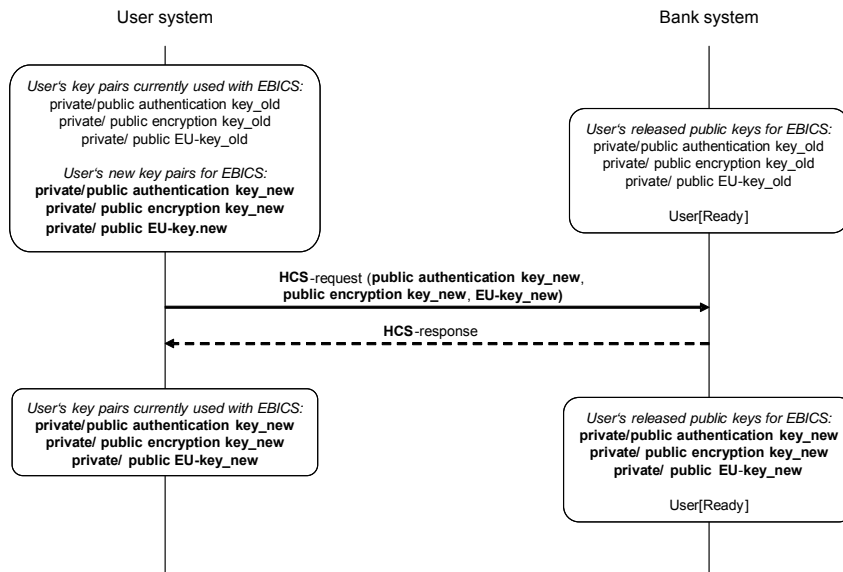 User system
Bank system
User‘s key pairs currently used with EBICS:
private/public authentication key_old
private/ public encryption key_old
private/ public EU-key_old
User‘s new key pairs for EBICS:
private/public authentication key_new
private/ public encryption key_new
private/ public EU-key.new
User‘s released public keys for EBICS:
private/public authentication key_old
private/ public encryption key_old
private/ public EU-key_old
User[Ready]
HCS-request (public authentication key_new,
public encryption key_new, EU-key_new)
HCS-response
User‘s key pairs currently used with EBICS:
private/public authentication key_new
private/ public encryption key_new
private/ public EU-key_new
User‘s released public keys for EBICS:
private/public authentication key_new
private/ public encryption key_new
private/ public EU-key_new
User[Ready]